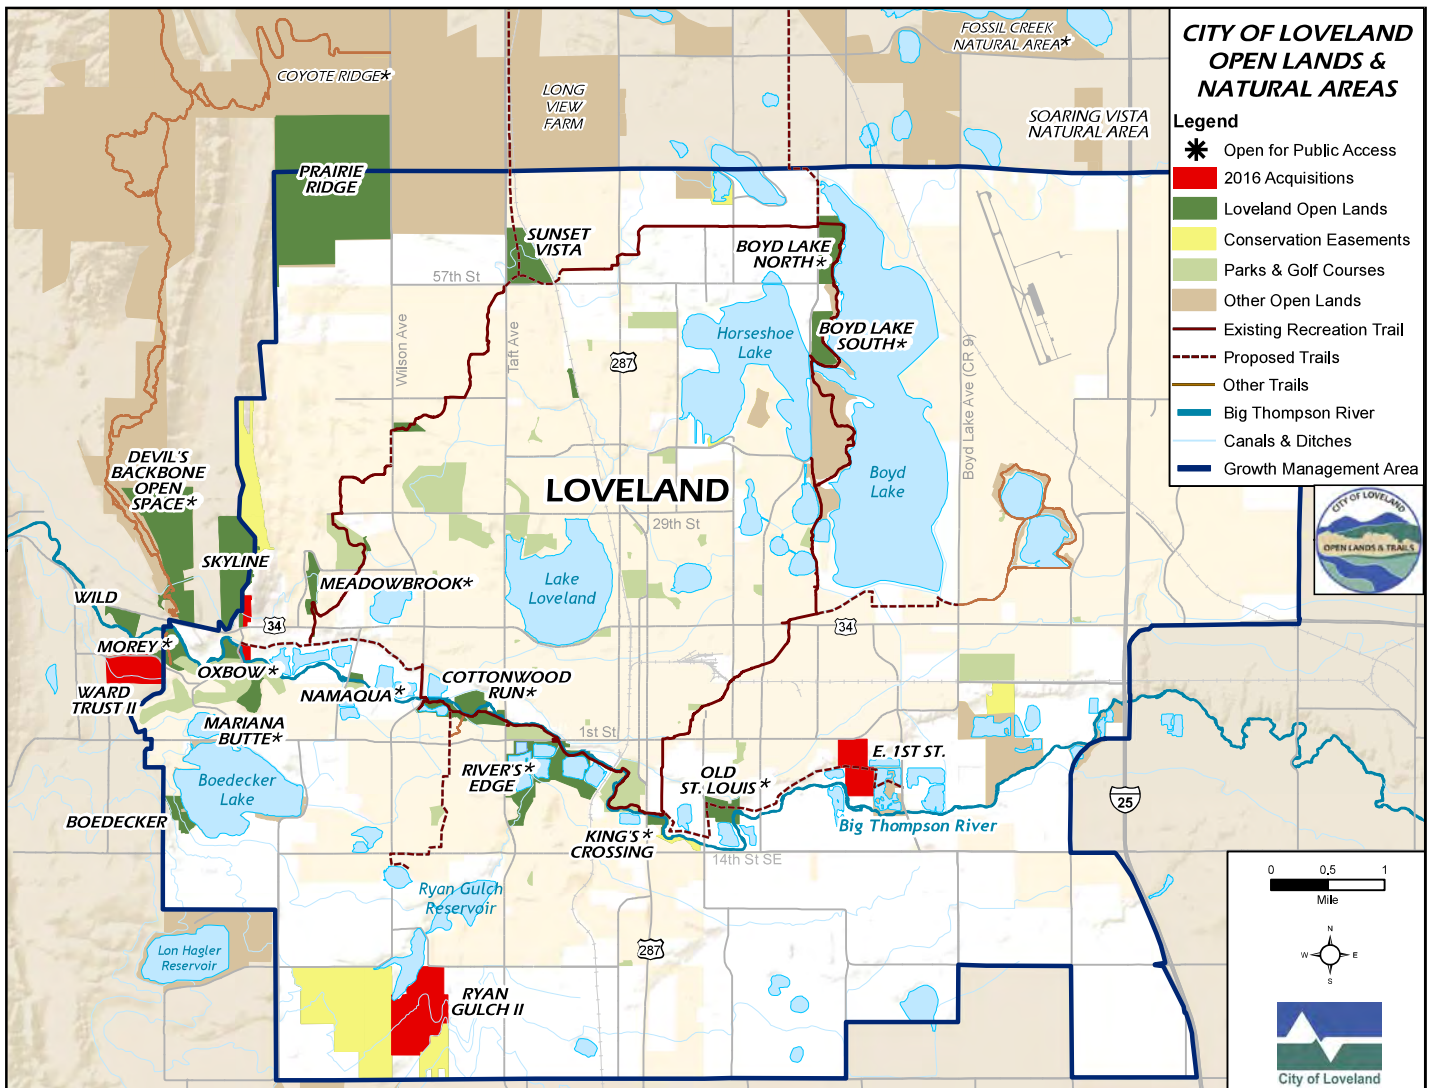 CITY OF LOVELAND
OPEN LANDS &
NATURAL AREAS
Legend
Open for Public Access
2016 Acquisitions
Loveland Open Lands
Conservation Easements
Parks & Golf Courses
Other Open Lands
Existing Recreation Trail
Proposed Trails
Other Trails
Big Thompson River
Canals & Ditches
Growth Management Area
CITY OF LOVELAND
OPEN LANDS & TRAILS
FOSSIL CREEK
NATURAL AREA*
COYOTE RIDGE*
LONG
VIEW
FARM
SOARING VISTA
NATURAL AREA
PRAIRIE
RIDGE
SUNSET
VISTA
BOYD LAKE
NORTH*
57th St
Wilson Ave
Taft Ave
287
Horseshoe
Lake
BOYD LAKE
SOUTH*
Boyd Lake Ave (CR 9)
DEVIL'S
BACKBONE
OPEN
SPACE*
LOVELAND
Boyd
Lake
29th St
SKYLINE
MEADOWBROOK*
Lake
Loveland
WILD
34
34
MOREY*
OXBOW*
WARD
TRUST II
NAMAQUA*
COTTONWOOD
RUN*
MARIANA
BUTTE*
1st St
E. 1ST ST.
RIVER'S*
EDGE
OLD
ST. LOUIS*
Boedecker
Lake
25
BOEDECKER
KING'S*
CROSSING
Big Thompson River
14th St SE
Ryan Gulch
Reservoir
Lon Hagler
Reservoir
287
RYAN
GULCH II
0 0.5 1
Mile
N
W E
S
City of Loveland